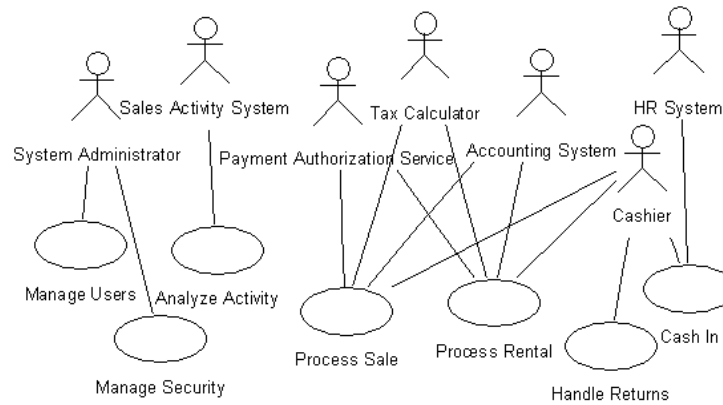 Sales Activity System
Tax Calculator
HR System
System Administrator
Payment Authorization Service
Accounting System
Cashier
Manage Users
Analyze Activity
Process Sale
Process Rental
Cash In
Manage Security
Handle Returns